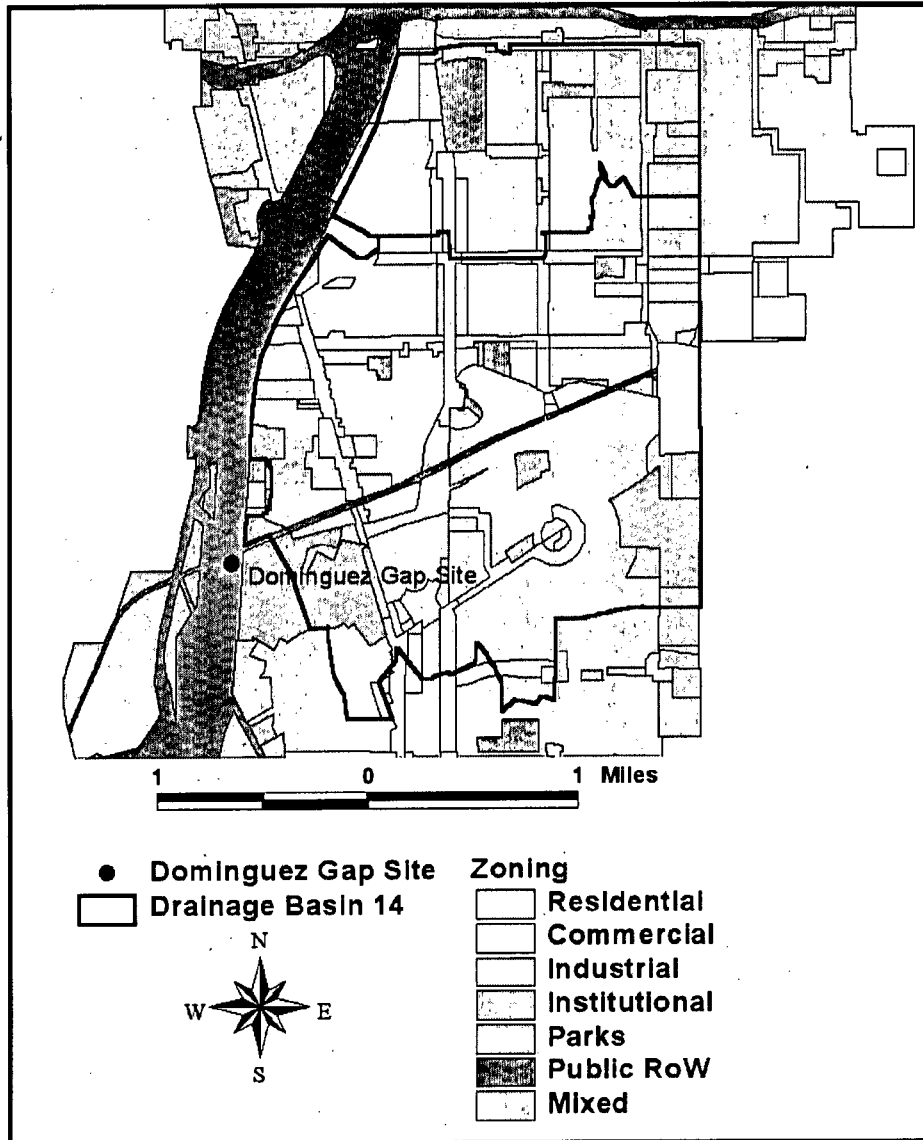 Dominguez Gap Site
1 0 1 Miles
Dominguez Gap Site
Drainage Basin 14
N
W E
S
Zoning
Residential
Commercial
Industrial
Institutional
Parks
Public RoW
Mixed